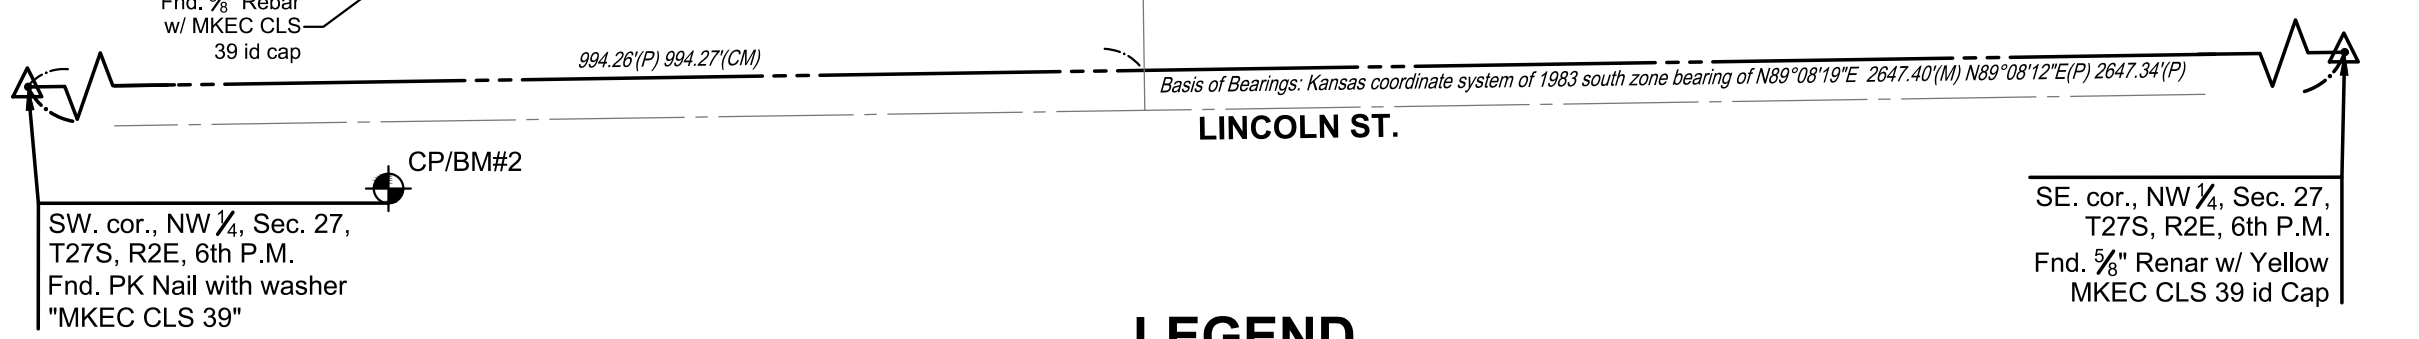 Fnd. ⅝" Rebar
w/ MKEC CLS
39 id cap
994.26'(P) 994.27'(CM)
Basis of Bearings: Kansas coordinate system of 1983 south zone bearing of N89°08'19"E 2647.40'(M) N89°08'12"E(P) 2647.34'(P)
LINCOLN ST.
CP/BM#2
SW. cor., NW ¼, Sec. 27,
T27S, R2E, 6th P.M.
Fnd. PK Nail with washer
"MKEC CLS 39"
SE. cor., NW ¼, Sec. 27,
T27S, R2E, 6th P.M.
Fnd. ⅝" Renar w/ Yellow
MKEC CLS 39 id Cap
LEGEND